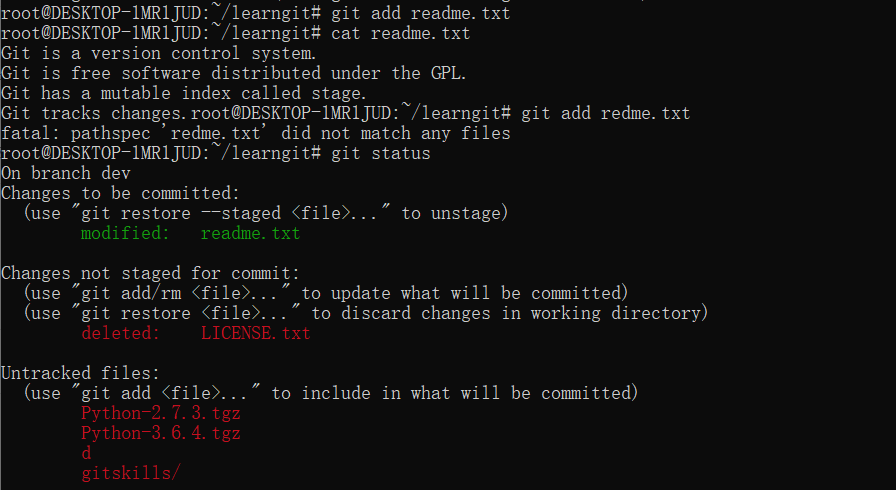 root@DESKTOP-1MR1JUD:~/learngit# git add readme.txt
root@DESKTOP-1MR1JUD:~/learngit# cat readme.txt
Git is a version control system.
Git is free software distributed under the GPL.
Git has a mutable index called stage.
Git tracks changes.root@DESKTOP-1MR1JUD:~/learngit# git add redme.txt
fatal: pathspec 'redme.txt' did not match any files
root@DESKTOP-1MR1JUD:~/learngit# git status
On branch dev
Changes to be committed:
  (use "git restore --staged <file>..." to unstage)
        modified:   readme.txt

Changes not staged for commit:
  (use "git add/rm <file>..." to update what will be committed)
  (use "git restore <file>..." to discard changes in working directory)
        deleted:    LICENSE.txt

Untracked files:
  (use "git add <file>..." to include in what will be committed)
        Python-2.7.3.tgz
        Python-3.6.4.tgz
        d
        gitskills/